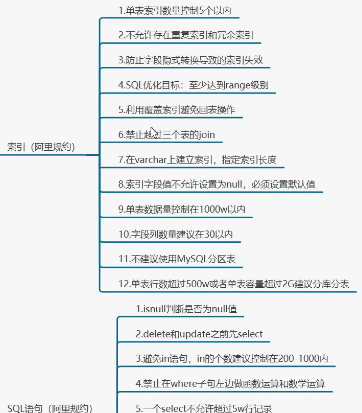 1.单表索引数量控制5个以内
2.不允许存在重复索引和冗余索引
3.防止字段隐式转换导致的索引失效
4.SQL优化目标：至少达到range级别
5.利用覆盖索引避免回表操作
6.禁止超过三个表的join
索引（阿里规约）
7.在varchar上建立索引，指定索引长度
8.索引字段值不允许设置为null，必须设置默认值
9.单表数据量控制在1000w以内
10.字段列数量建议在30以内
11.不建议使用MySQL分区表
12.单表行数超过500w或者单表容量超过2G建议分库分表
1.isnull判断是否为null值
2.delete和update之前先select
3.避免in语句，in的个数建议控制在200-1000内
4.禁止在where子句左边做函数运算和数学运算
SQL语句（阿里规约）
5.一个select不允许超过5w行记录